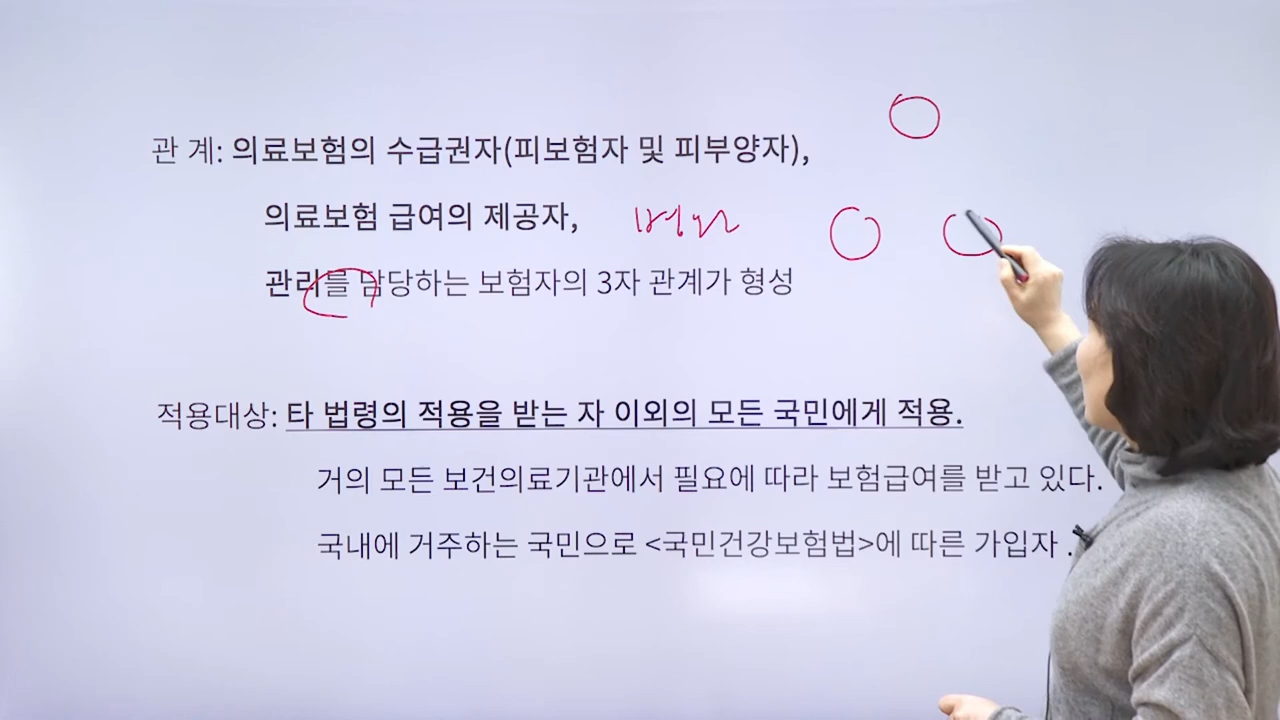 관 계: 의료보험의 수급권자(피보험자 및 피부양자),
의료보험 급여의 제공자, 병원
관리를 담당하는 보험자의 3자 관계가 형성
적용대상: 타 법령의 적용을 받는 자 이외의 모든 국민에게 적용.
거의 모든 보건의료기관에서 필요에 따라 보험급여를 받고 있다.
국내에 거주하는 국민으로 <국민건강보험법>에 따른 가입자 .